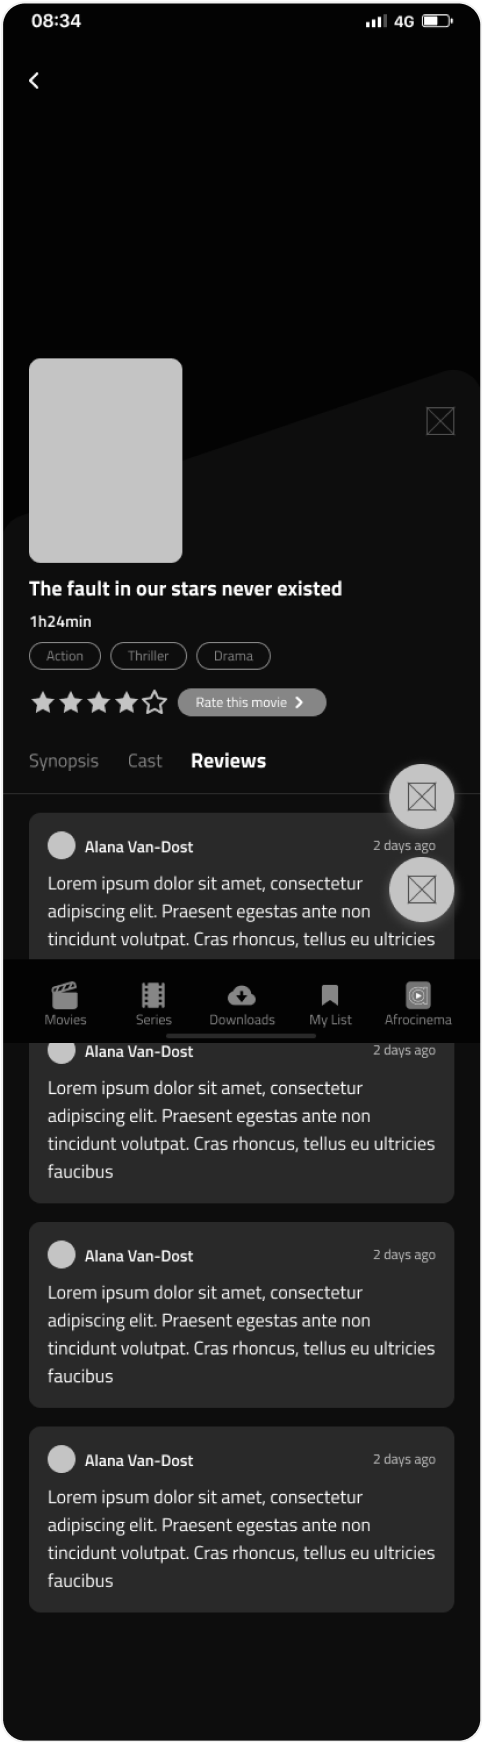 08:34 4G
The fault in our stars never existed
1h24min
Action Thriller Drama
Rate this movie
Synopsis Cast Reviews
Alana Van-Dost 2 days ago
Lorem ipsum dolor sit amet, consectetur
adipiscing elit. Praesent egestas ante non
tincidunt volutpat. Cras rhoncus, tellus eu ultricies
Movies Series Downloads My List Afrocinema
Alana Van-Dost 2 days ago
Lorem ipsum dolor sit amet, consectetur
adipiscing elit. Praesent egestas ante non
tincidunt volutpat. Cras rhoncus, tellus eu ultricies
faucibus
Alana Van-Dost 2 days ago
Lorem ipsum dolor sit amet, consectetur
adipiscing elit. Praesent egestas ante non
tincidunt volutpat. Cras rhoncus, tellus eu ultricies
faucibus
Alana Van-Dost 2 days ago
Lorem ipsum dolor sit amet, consectetur
adipiscing elit. Praesent egestas ante non
tincidunt volutpat. Cras rhoncus, tellus eu ultricies
faucibus